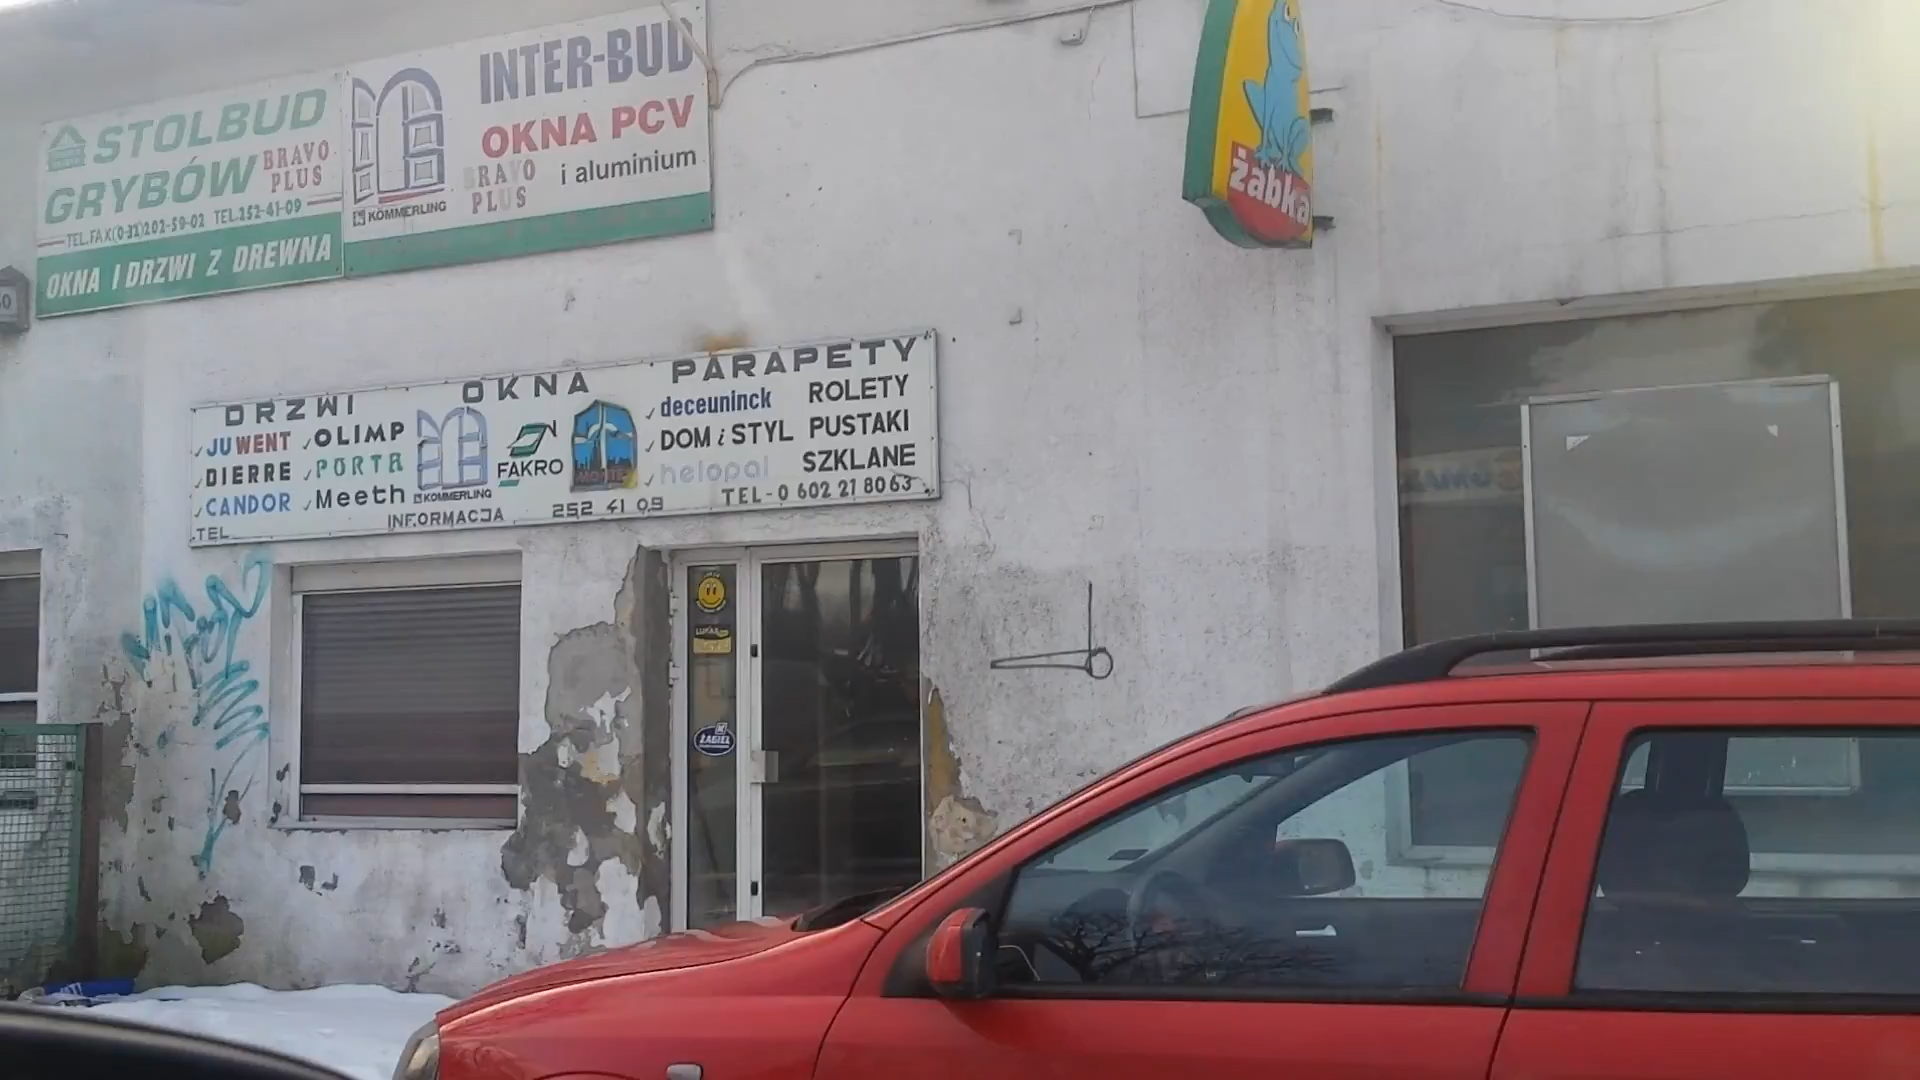 STOLBUD
GRYBÓW
BRAVO
PLUS
TEL.FAX(0-32)202-59-02 TEL.252-41-09
OKNA I DRZWI Z DREWNA
INTER-BUD
OKNA PCV
BRAVO
PLUS
i aluminium
KÖMMERLING
żabka
DRZWI
OKNA
PARAPETY
JUWENT
OLIMP
DIERRE
PORTA
CANDOR
Meeth
KÖMMERLING
FAKRO
deceuninck
DOM i STYL
helopal
ROLETY
PUSTAKI
SZKLANE
TEL
INFORMACJA
252 41 09
TEL-0 602 21 80 63
LUKAS
ŻAGIEL